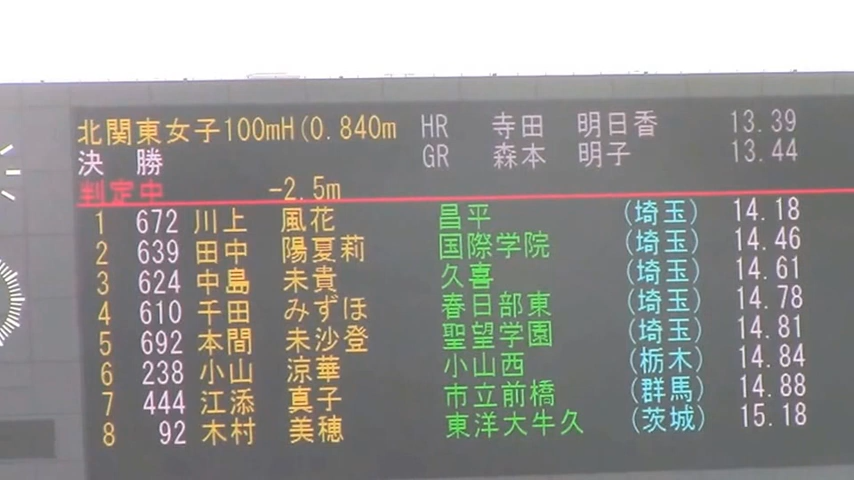 北関東女子100mH(0.840m HR 寺田 明日香 13.39
決 勝 GR 森本 明子 13.44
判定中 -2.5m
1 672 川上 風花 昌平 (埼玉) 14.18
2 639 田中 陽夏莉 国際学院 (埼玉) 14.46
3 624 中島 未貴 久喜 (埼玉) 14.61
4 610 千田 みずほ 春日部東 (埼玉) 14.78
5 692 本間 未沙登 聖望学園 (埼玉) 14.81
6 238 小山 涼華 小山西 (栃木) 14.84
7 444 江添 真子 市立前橋 (群馬) 14.88
8 92 木村 美穂 東洋大牛久 (茨城) 15.18